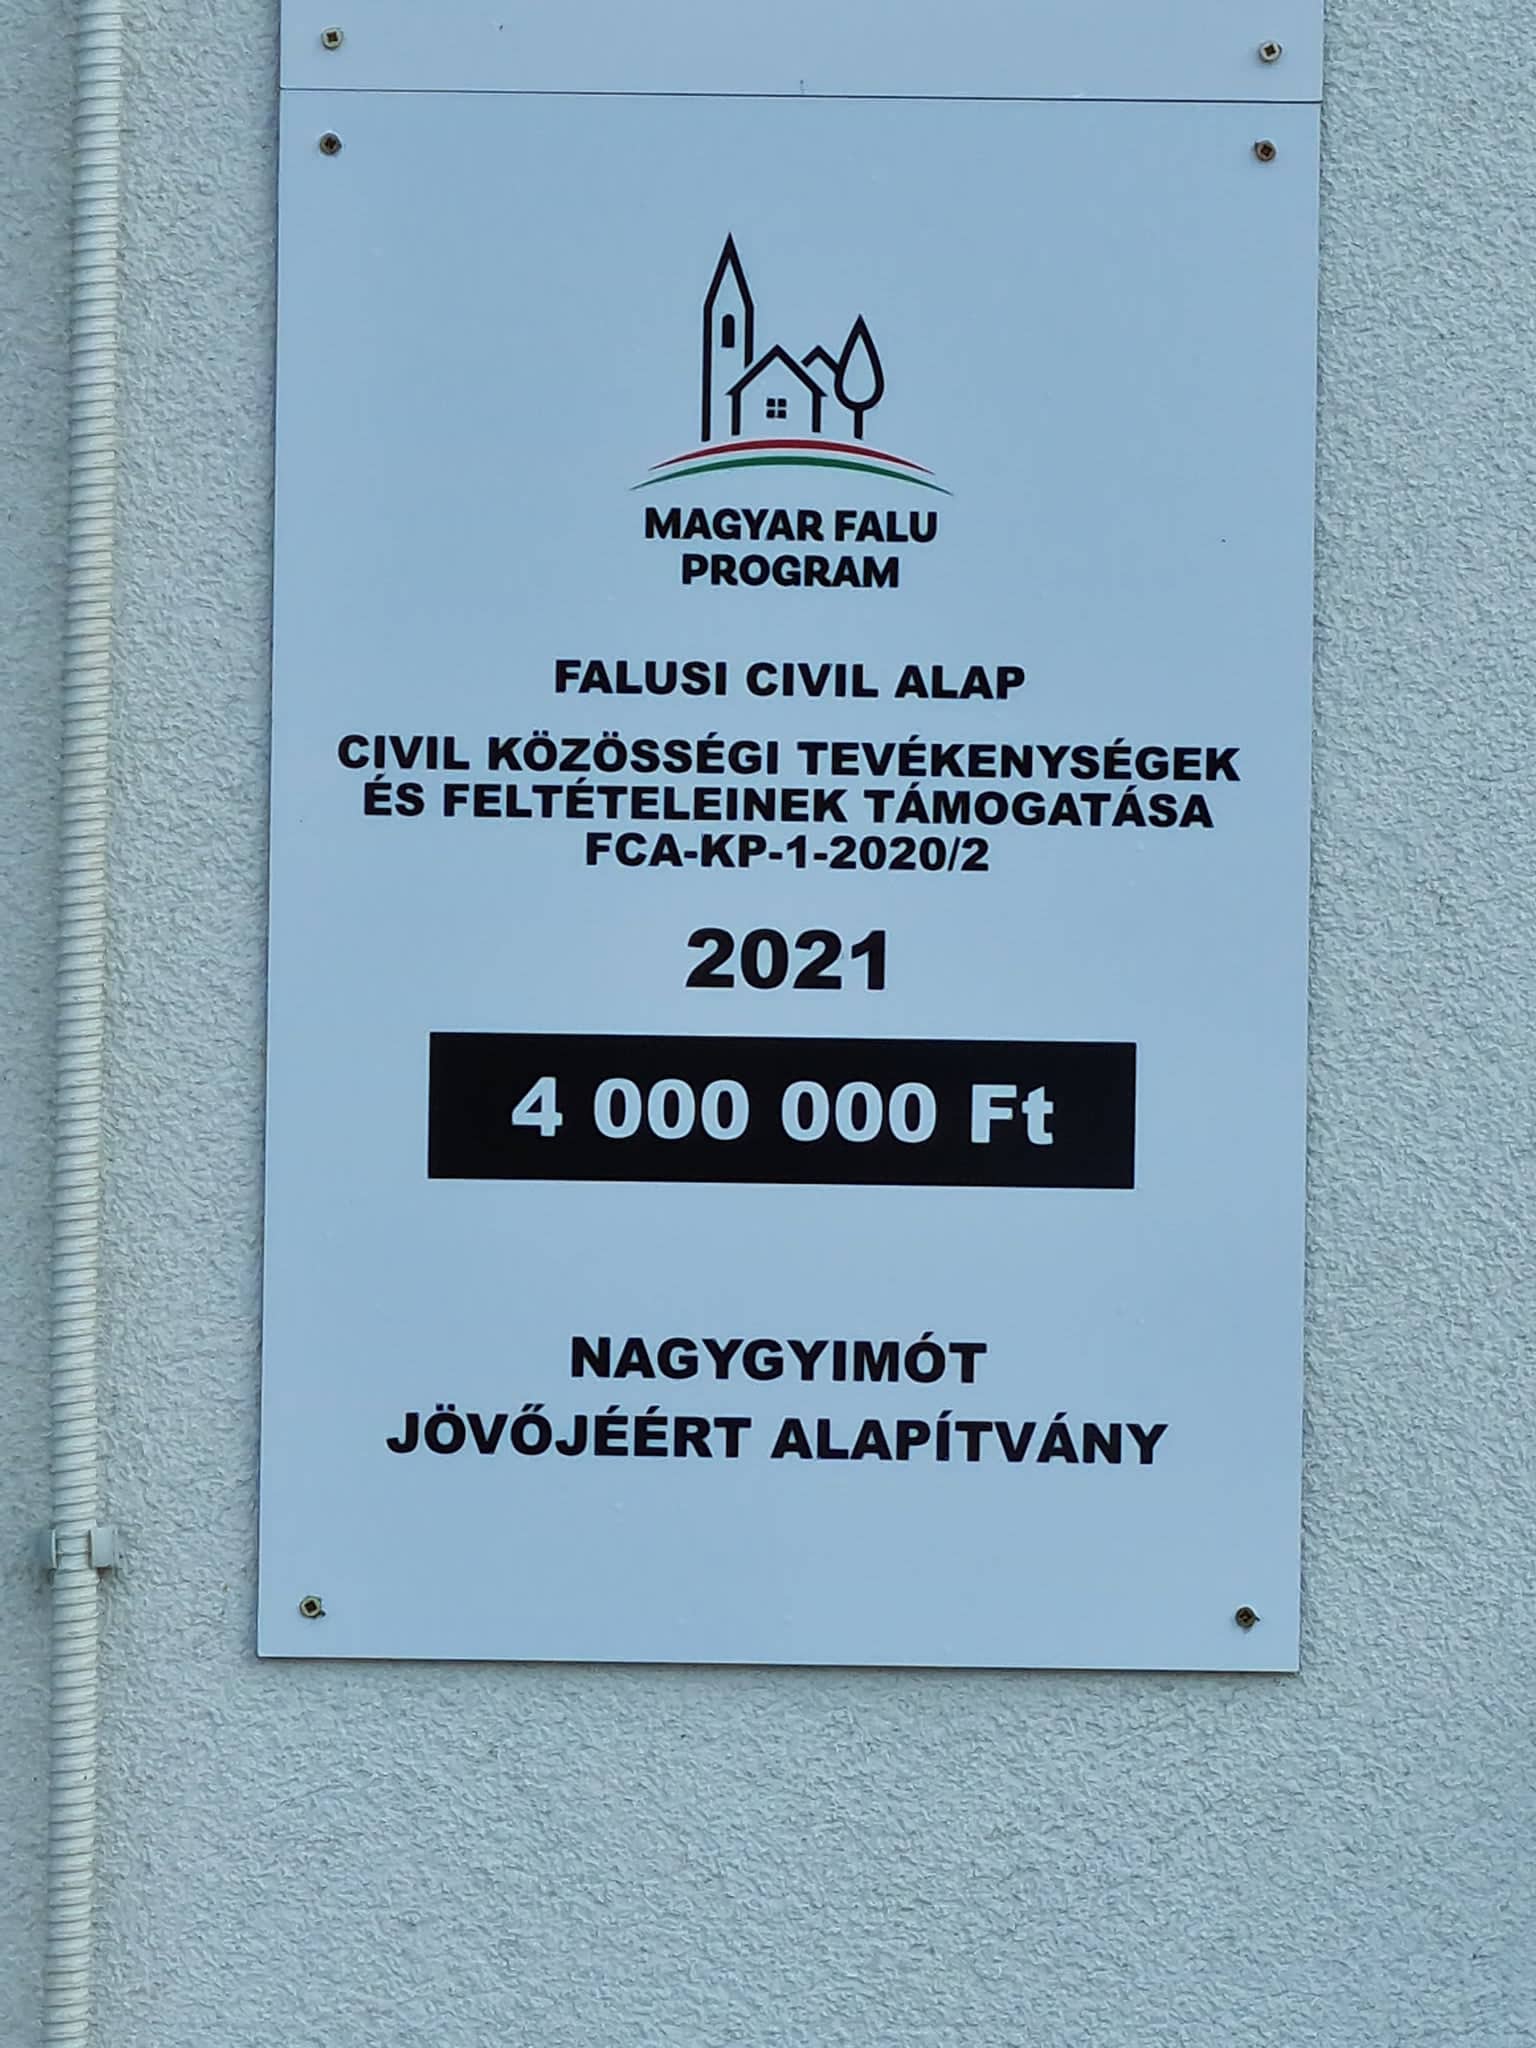 MAGYAR FALU
PROGRAM
FALUSI CIVIL ALAP
CIVIL KÖZÖSSÉGI TEVÉKENYSÉGEK
ÉS FELTÉTELEINEK TÁMOGATÁSA
FCA-KP-1-2020/2
2021
4 000 000 Ft
NAGYGYIMÓT
JÖVŐJÉÉRT ALAPÍTVÁNY